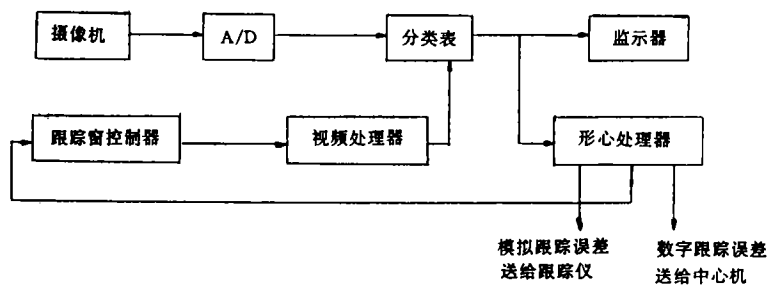 摄像机
A/D
分类表
监示器
跟踪窗控制器
视频处理器
形心处理器
模拟跟踪误差
送给跟踪仪
数字跟踪误差
送给中心机